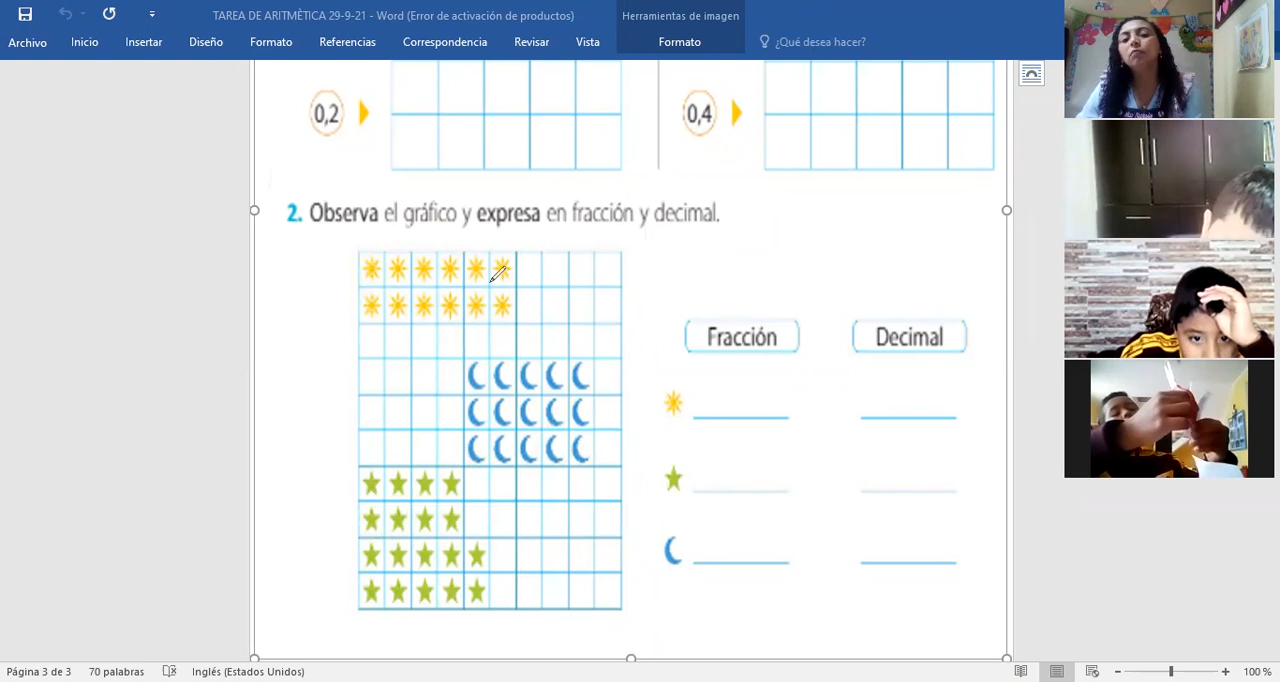 TAREA DE ARITMÈTICA 29-9-21 - Word (Error de activación de productos)
Herramientas de imagen
Archivo
Inicio
Insertar
Diseño
Formato
Referencias
Correspondencia
Revisar
Vista
Formato
¿Qué desea hacer?
0,2
0,4
2. Observa el gráfico y expresa en fracción y decimal.
Fracción
Decimal
Página 3 de 3
70 palabras
Inglés (Estados Unidos)
100 %